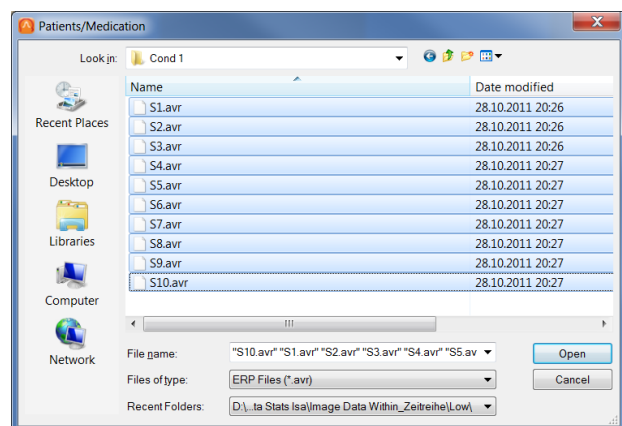 Patients/Medication
Look in: Cond 1
Name Date modified
S1.avr 28.10.2011 20:26
S2.avr 28.10.2011 20:26
S3.avr 28.10.2011 20:26
S4.avr 28.10.2011 20:27
S5.avr 28.10.2011 20:27
S6.avr 28.10.2011 20:27
S7.avr 28.10.2011 20:27
S8.avr 28.10.2011 20:27
S9.avr 28.10.2011 20:27
S10.avr 28.10.2011 20:27
Recent Places
Desktop
Libraries
Computer
Network
File name: "S10.avr" "S1.avr" "S2.avr" "S3.avr" "S4.avr" "S5.av Open
Files of type: ERP Files (*.avr) Cancel
Recent Folders: D:\,..ta Stats Isa\Image Data Within_Zeitreihe\Low\